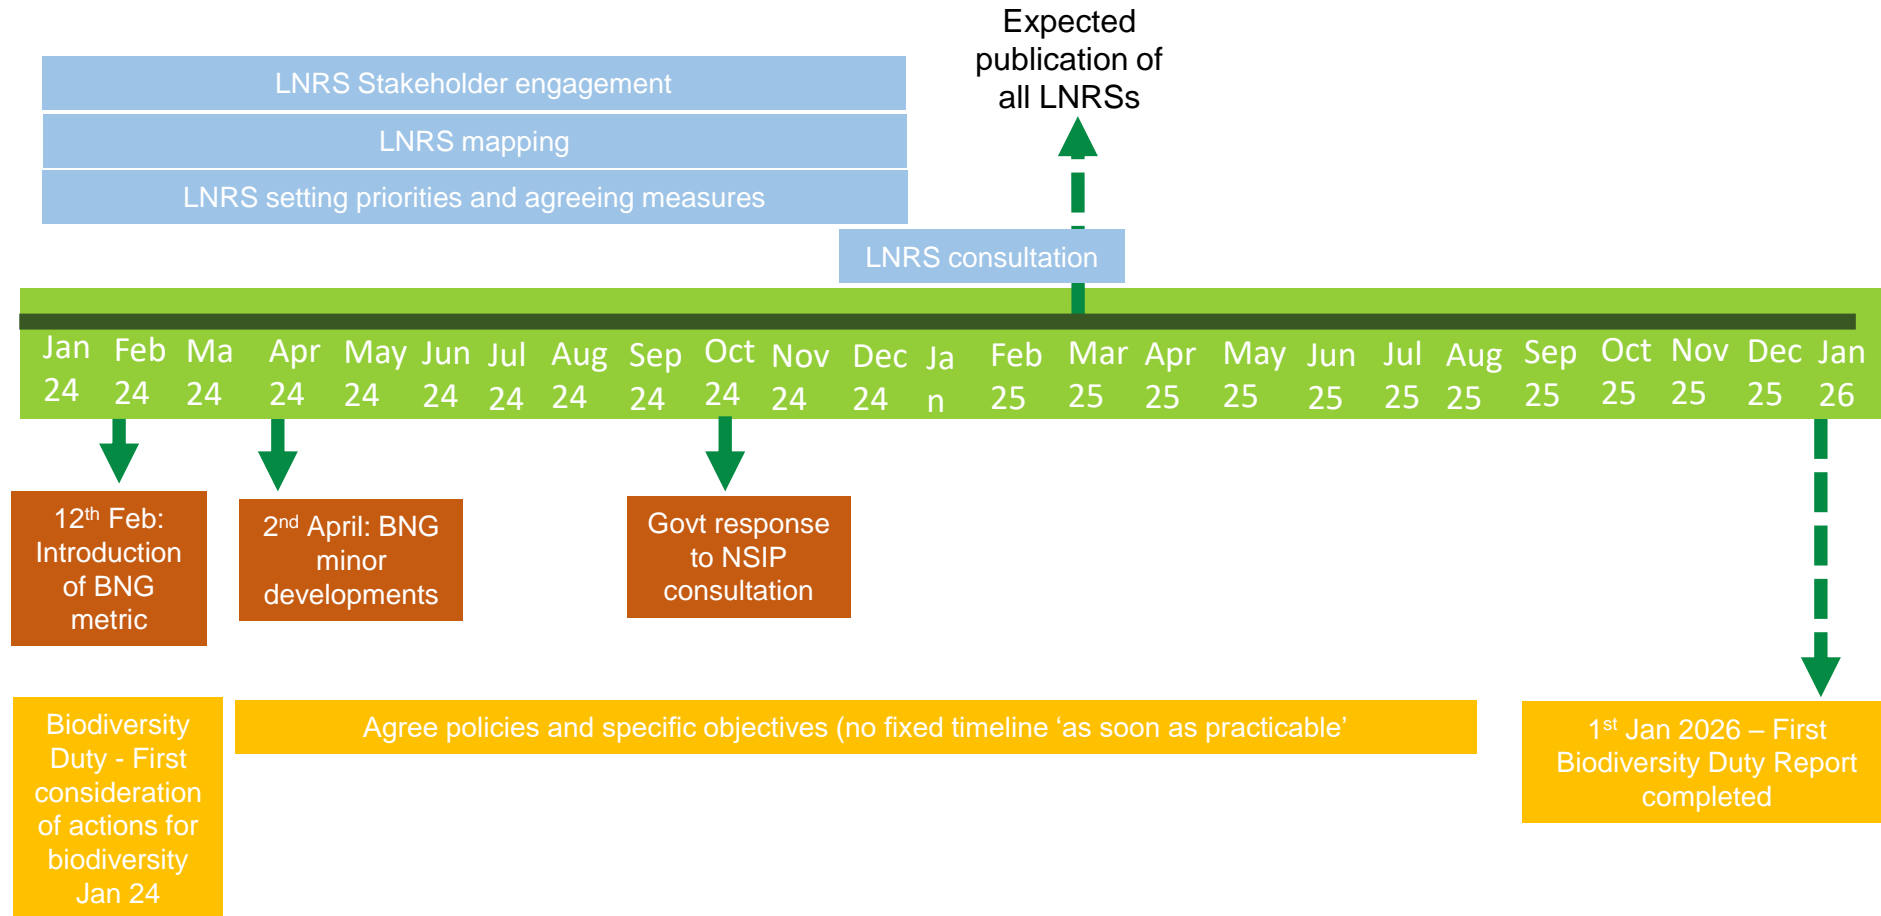 Expected
publication of
all LNRSs
LNRS Stakeholder engagement
LNRS mapping
LNRS setting priorities and agreeing measures
LNRS consultation
Jan 24
Feb 24
Ma 24
Apr 24
May 24
Jun 24
Jul 24
Aug 24
Sep 24
Oct 24
Nov 24
Dec 24
Ja
n
Feb 25
Mar 25
Apr 25
May 25
Jun 25
Jul 25
Aug 25
Sep 25
Oct 25
Nov 25
Dec 25
Jan 26
12th Feb:
Introduction
of BNG
metric
2nd April: BNG
minor
developments
Govt response
to NSIP
consultation
Biodiversity
Duty - First
consideration
of actions for
biodiversity
Jan 24
Agree policies and specific objectives (no fixed timeline ‘as soon as practicable’
1st Jan 2026 – First
Biodiversity Duty Report
completed